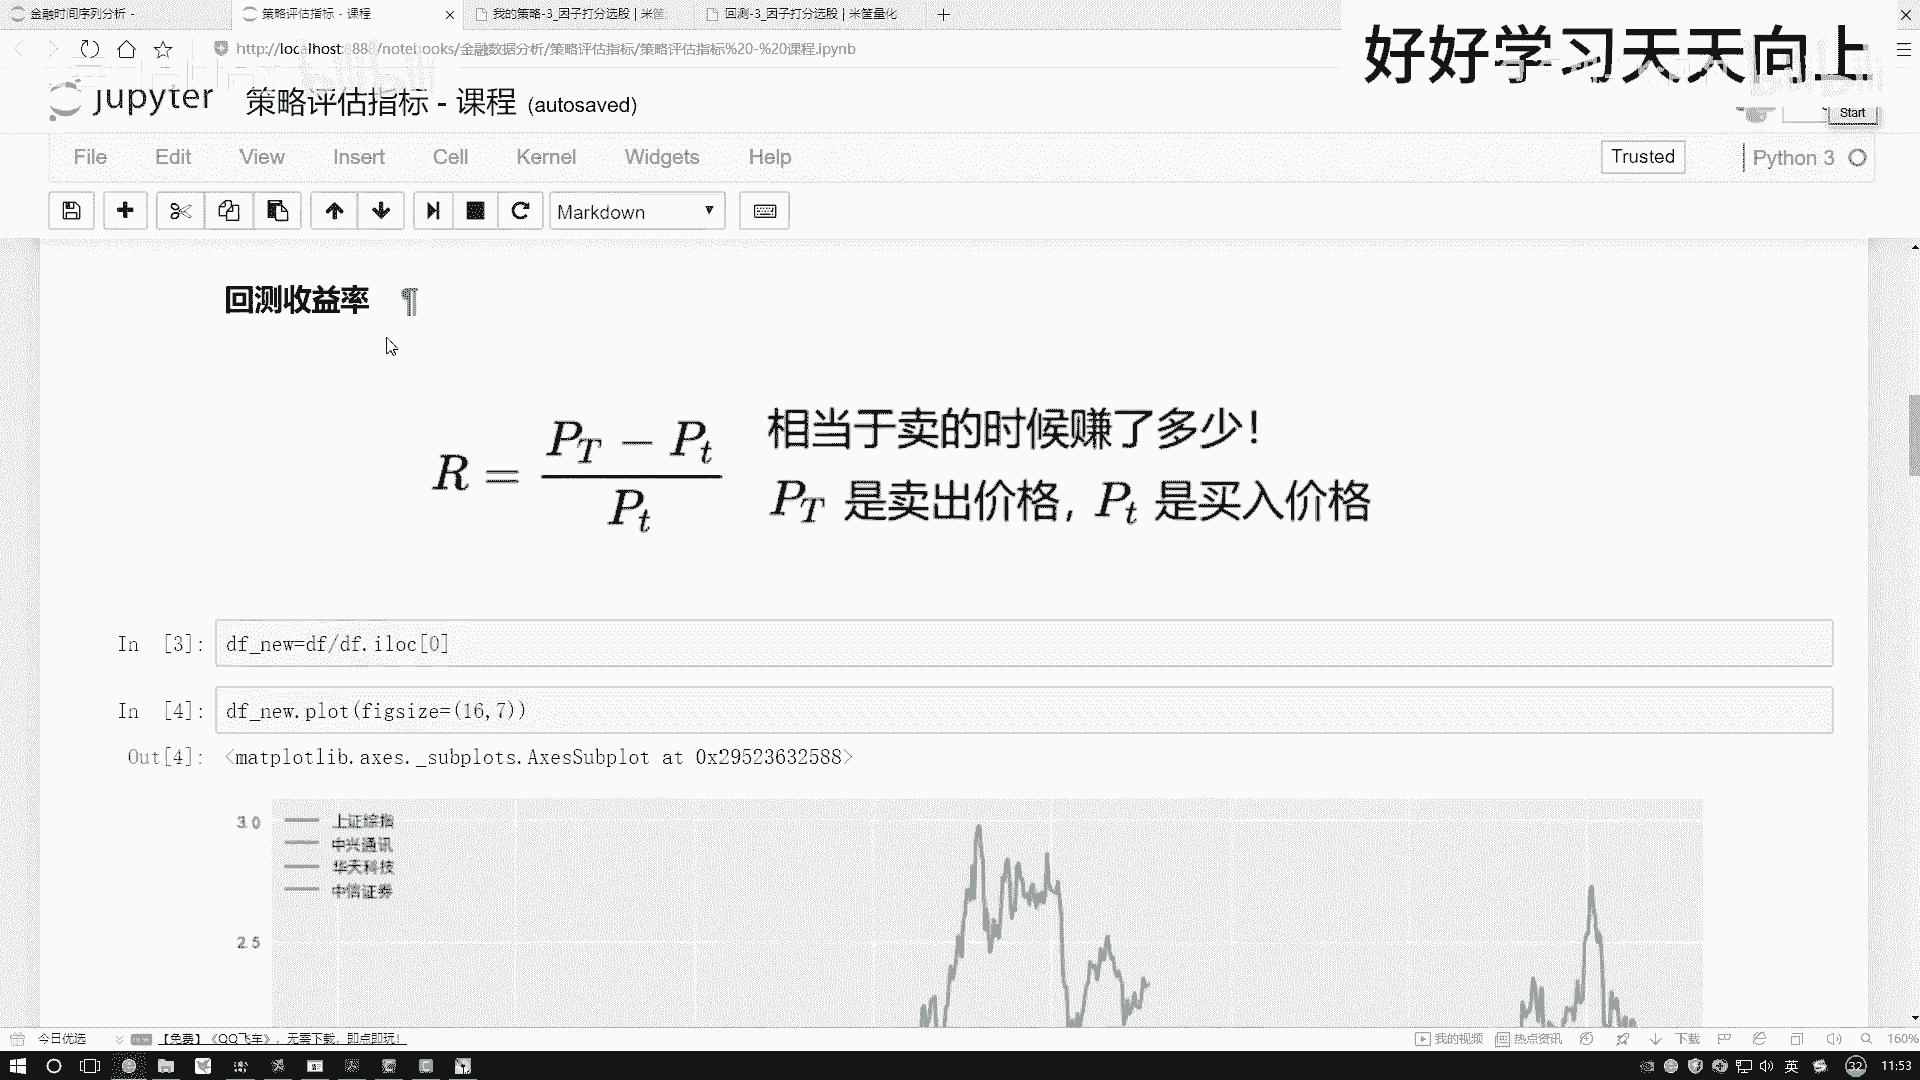 金融时间序列分析 -
策略评估指标 - 课程
我的策略-3_因子打分选股 | 米筐
回测-3_因子打分选股 | 米筐量化
http://localhost:888/notebooks/金融数据分析/策略评估指标/策略评估指标%20-%20课程.ipynb
好好学习天天向上
jupyter
策略评估指标 - 课程 (autosaved)
Start
File Edit View Insert Cell Kernel Widgets Help
Trusted
Python 3
Markdown
回测收益率 ¶
R = (P_T − P_t) / P_t
相当于卖的时候赚了多少！
P_T 是卖出价格，P_t 是买入价格
In [3]: df_new=df/df.iloc[0]
In [4]: df_new.plot(figsize=(16,7))
Out[4]: <matplotlib.axes._subplots.AxesSubplot at 0x29523632588>
3.0
上证综指
中兴通讯
华天科技
中信证券
2.5
今日优选
【免费】《QQ飞车》，无需下载，即点即玩！
我的视频
热点资讯
下载
160%
英
32
11:53